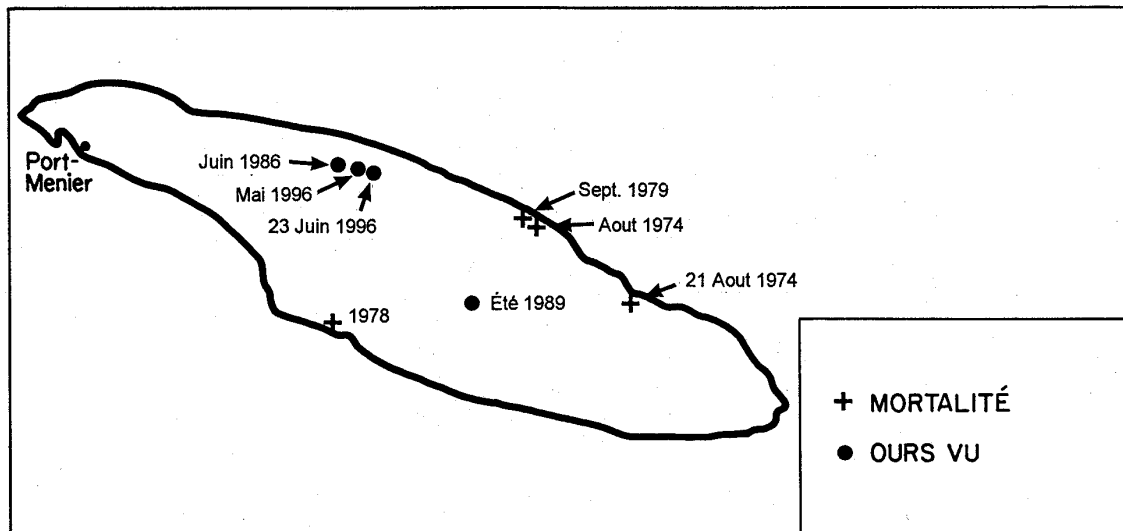 Port-
Menier
Juin 1986
Mai 1996
23 Juin 1996
Sept. 1979
Aout 1974
21 Aout 1974
Été 1989
1978
+ MORTALITÉ
● OURS VU